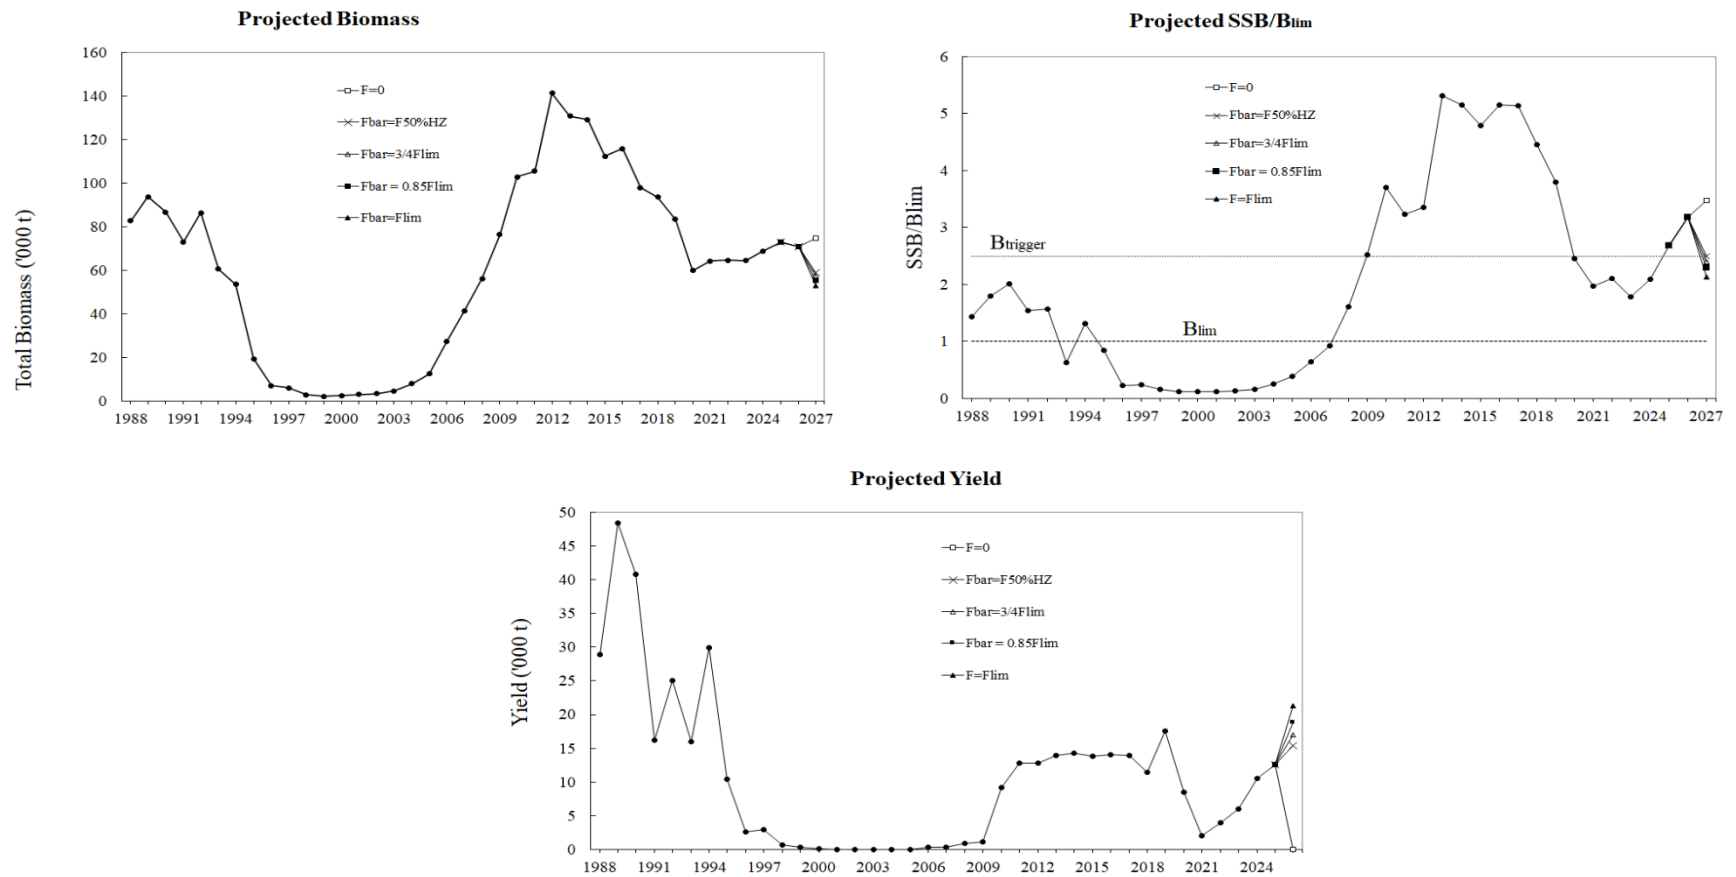 Projected Biomass
160
140
120
100
80
60
40
20
0
Total Biomass ('000 t)
F=0
Fbar=F50%HZ
Fbar=3/4Flim
Fbar = 0.85Flim
Fbar=Flim
1988 1991 1994 1997 2000 2003 2006 2009 2012 2015 2018 2021 2024 2027
Projected SSB/Blim
6
5
4
3
2
1
0
SSB/Blim
F=0
Fbar=F50%HZ
Fbar=3/4Flim
Fbar = 0.85Flim
F=Flim
Btrigger
Blim
1988 1991 1994 1997 2000 2003 2006 2009 2012 2015 2018 2021 2024 2027
Projected Yield
50
45
40
35
30
25
20
15
10
5
0
Yield ('000 t)
F=0
Fbar=F50%HZ
Fbar=3/4Flim
Fbar = 0.85Flim
F=Flim
1988 1991 1994 1997 2000 2003 2006 2009 2012 2015 2018 2021 2024